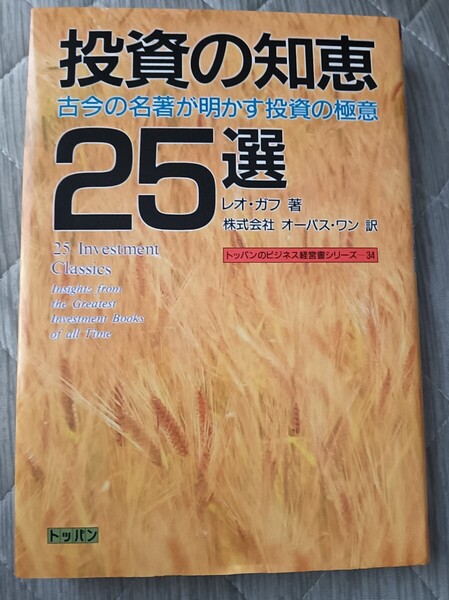 投資の知恵
古今の名著が明かす投資の極意
25選
レオ・ガフ 著
株式会社 オーパス・ワン 訳
トッパンのビジネス経営書シリーズ―34
25 Investment
Classics
Insights from
the Greatest
Investment Books
of all Time
トッパン